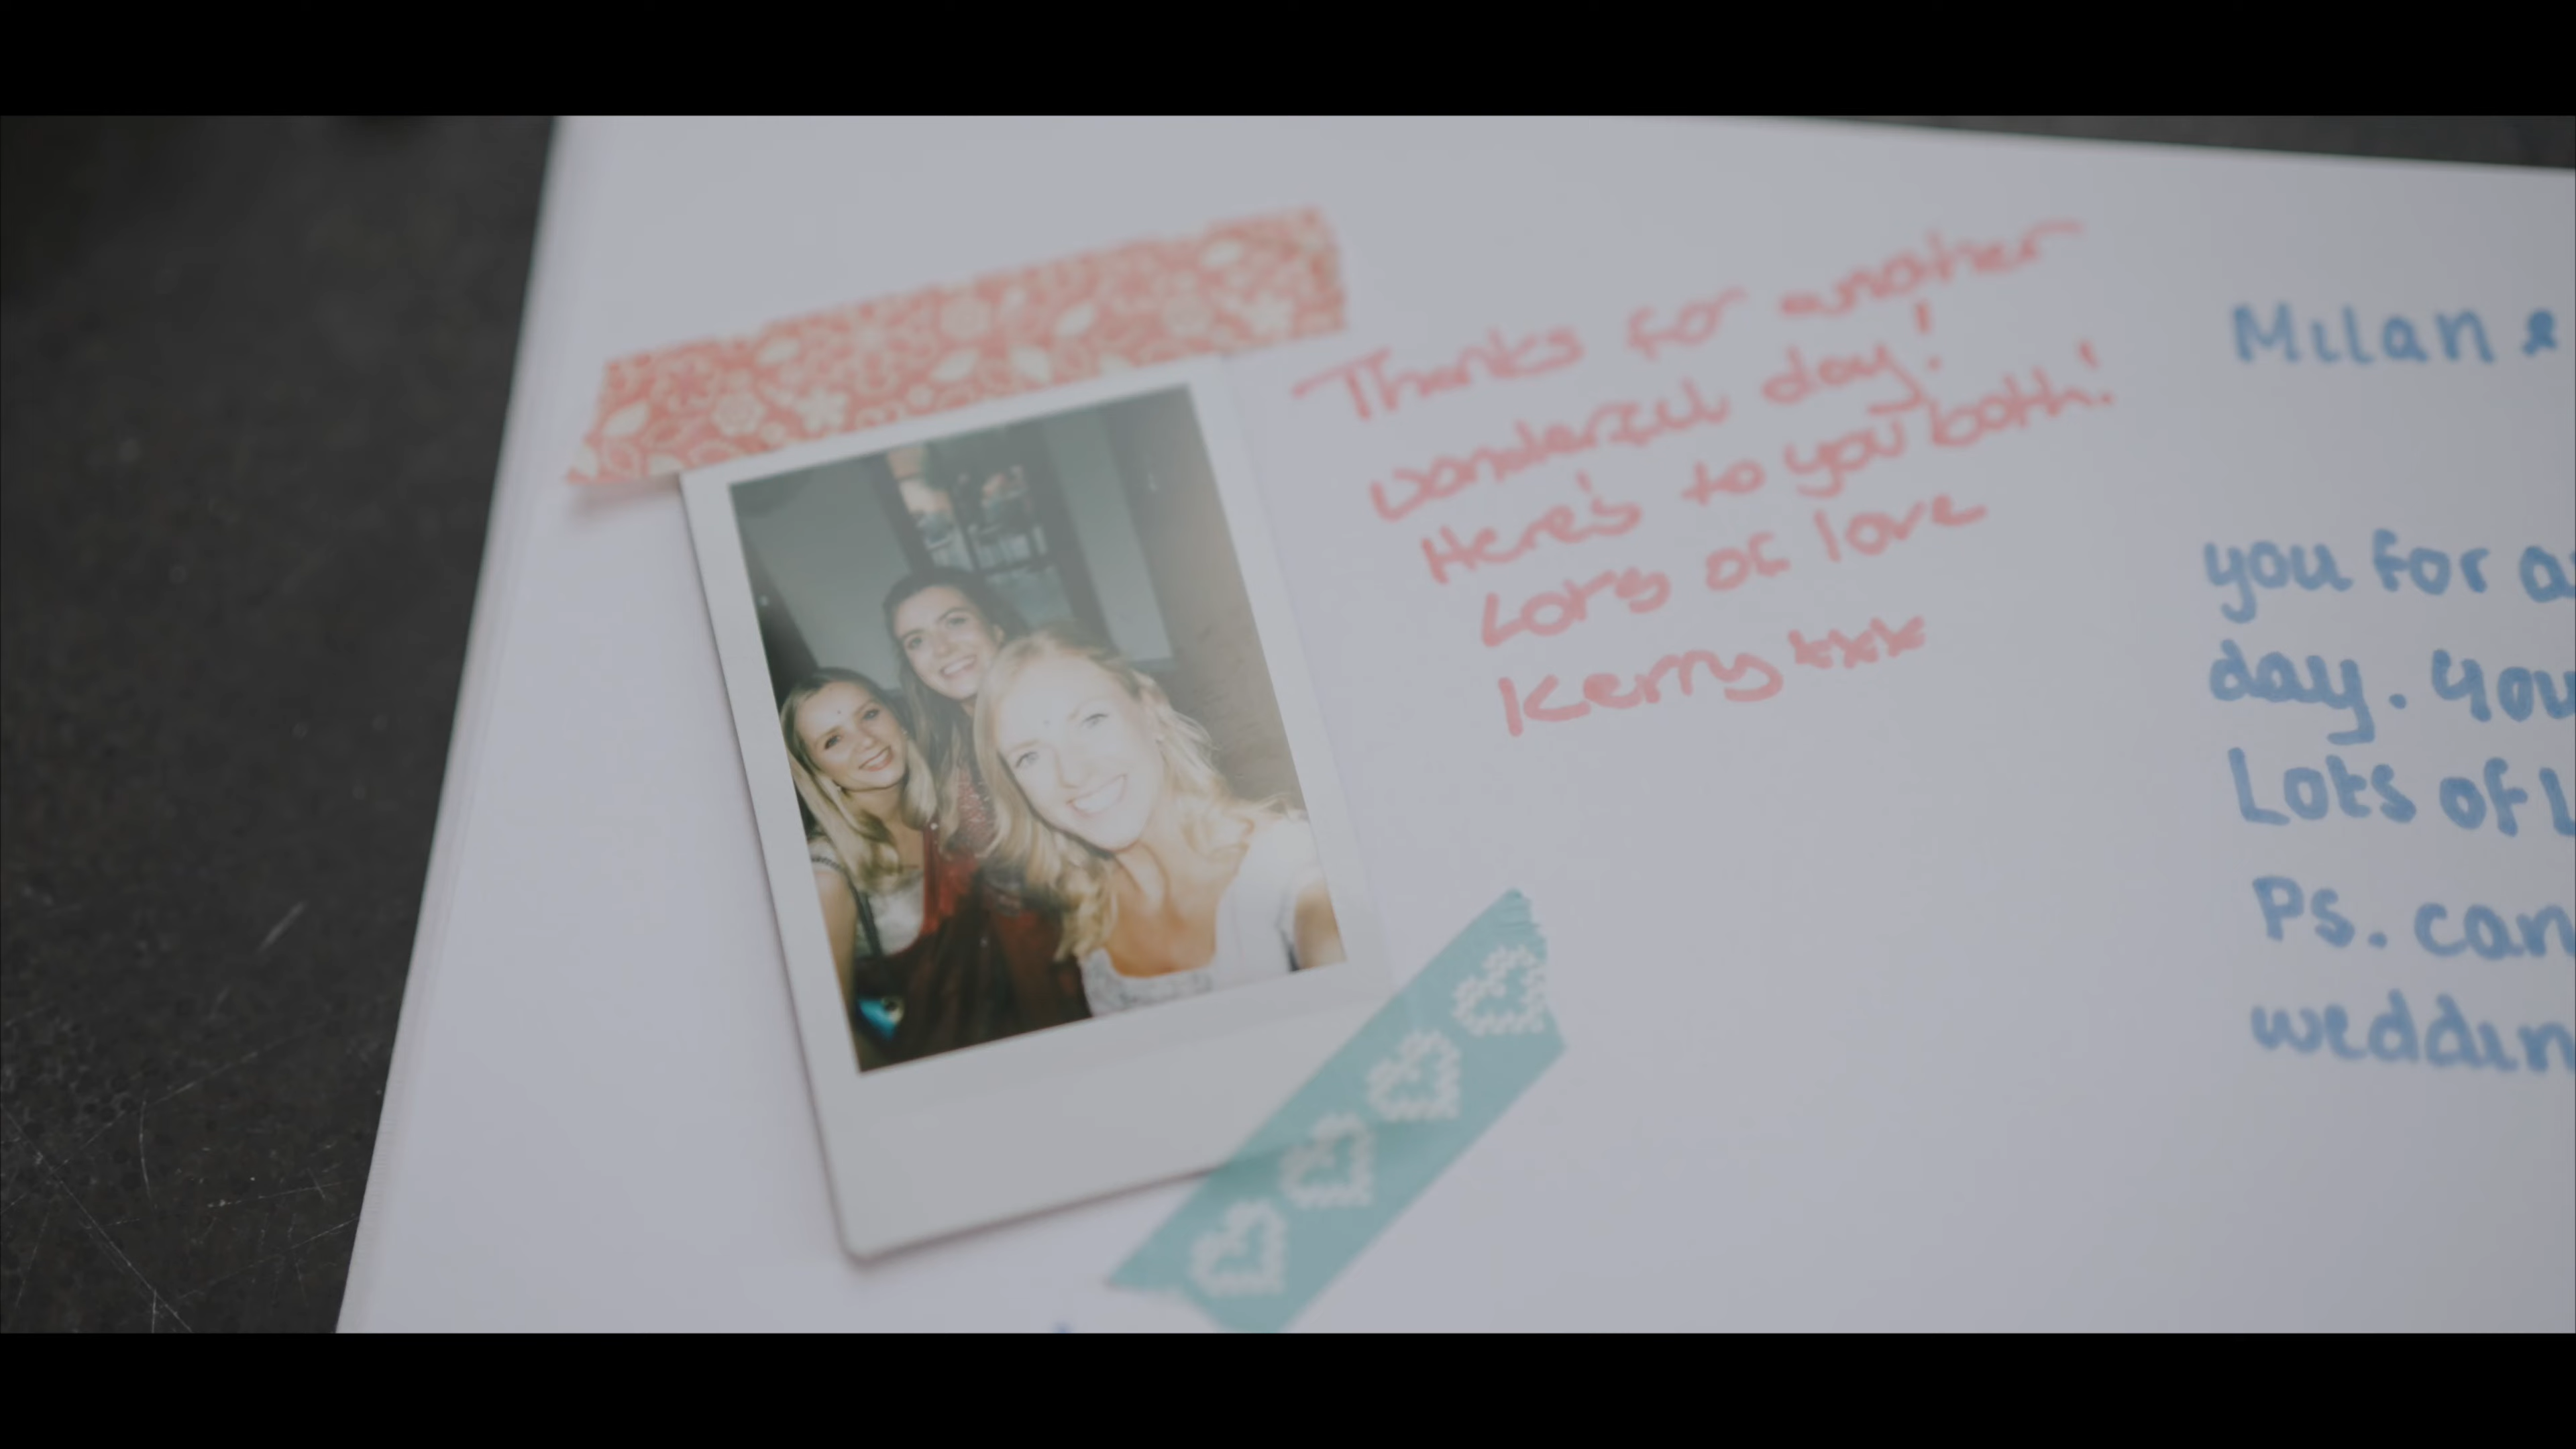 Thanks for another
wonderful day!
Here's to you both!
Lots of love
Kerry xxx
Milan &
you for a
day. You
Lots of L
Ps. can
weddin